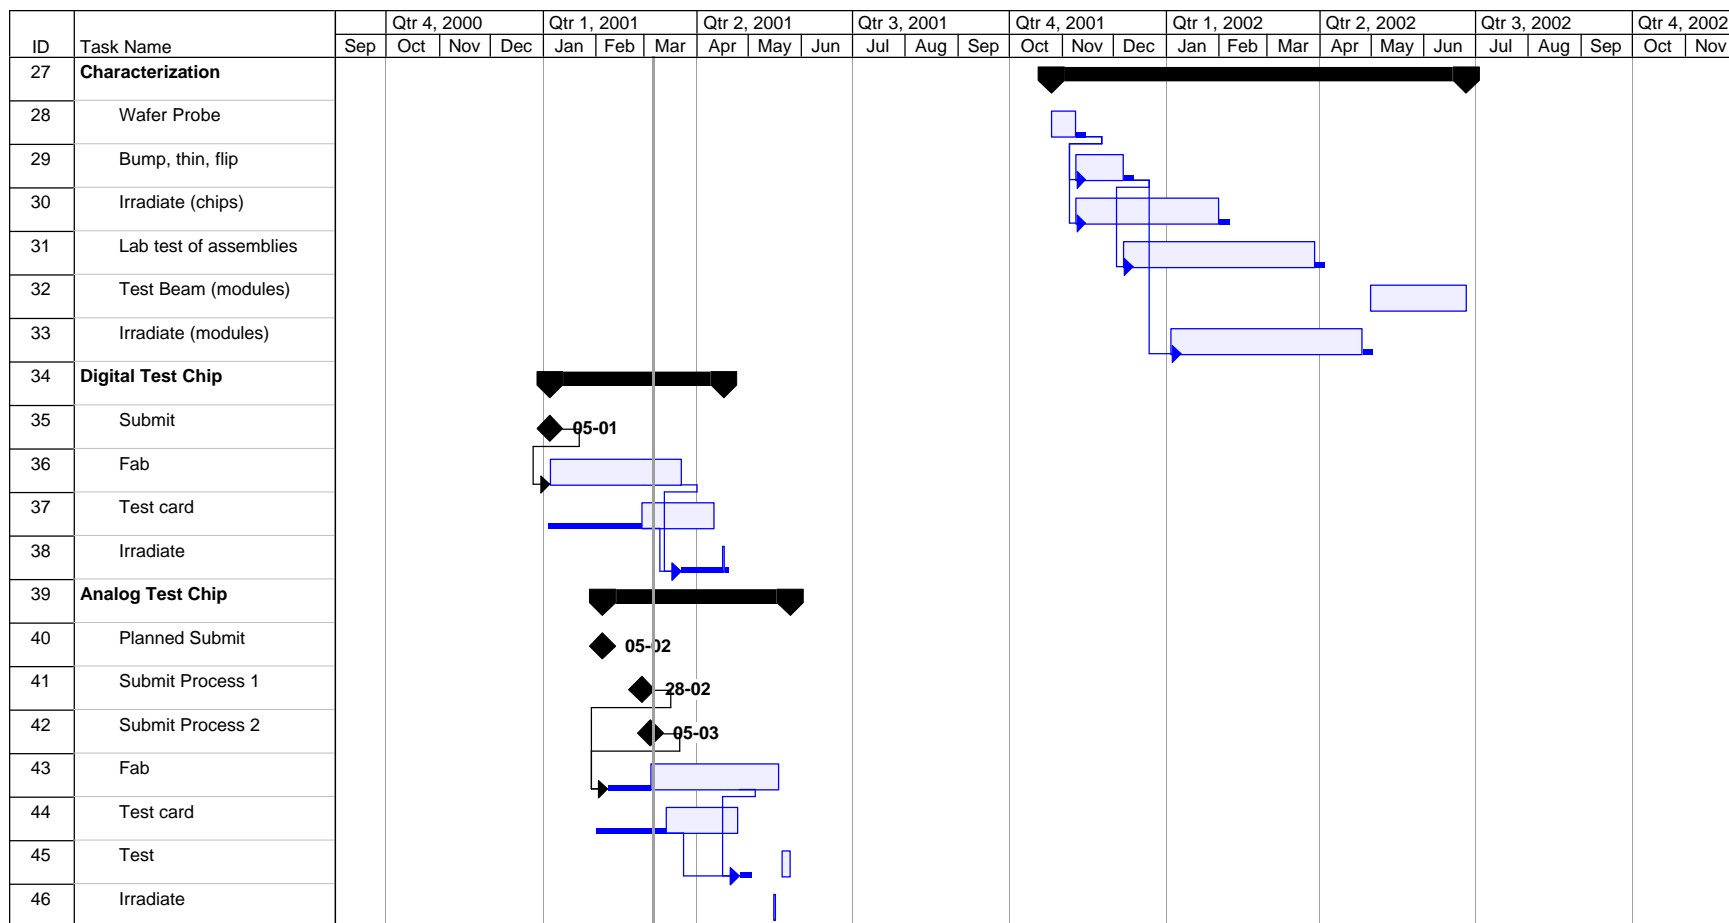 Qtr 4, 2000 Qtr 1, 2001 Qtr 2, 2001 Qtr 3, 2001 Qtr 4, 2001 Qtr 1, 2002 Qtr 2, 2002 Qtr 3, 2002 Qtr 4, 2002
ID Task Name Sep Oct Nov Dec Jan Feb Mar Apr May Jun Jul Aug Sep Oct Nov Dec Jan Feb Mar Apr May Jun Jul Aug Sep Oct Nov
27 Characterization
28 Wafer Probe
29 Bump, thin, flip
30 Irradiate (chips)
31 Lab test of assemblies
32 Test Beam (modules)
33 Irradiate (modules)
34 Digital Test Chip
35 Submit 05-01
36 Fab
37 Test card
38 Irradiate
39 Analog Test Chip
40 Planned Submit 05-02
41 Submit Process 1 28-02
42 Submit Process 2 05-03
43 Fab
44 Test card
45 Test
46 Irradiate